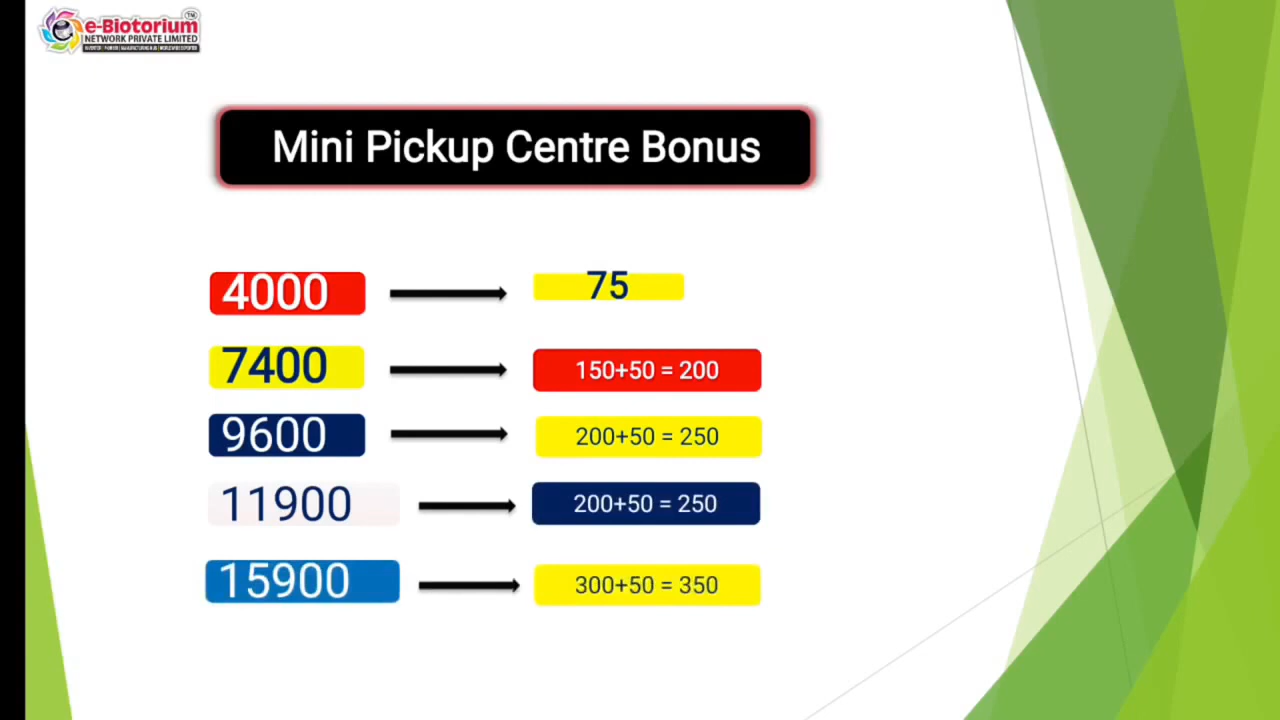 TM
e-Biotorium
NETWORK PRIVATE LIMITED
Mini Pickup Centre Bonus
4000 75
7400 150+50 = 200
9600 200+50 = 250
11900 200+50 = 250
15900 300+50 = 350